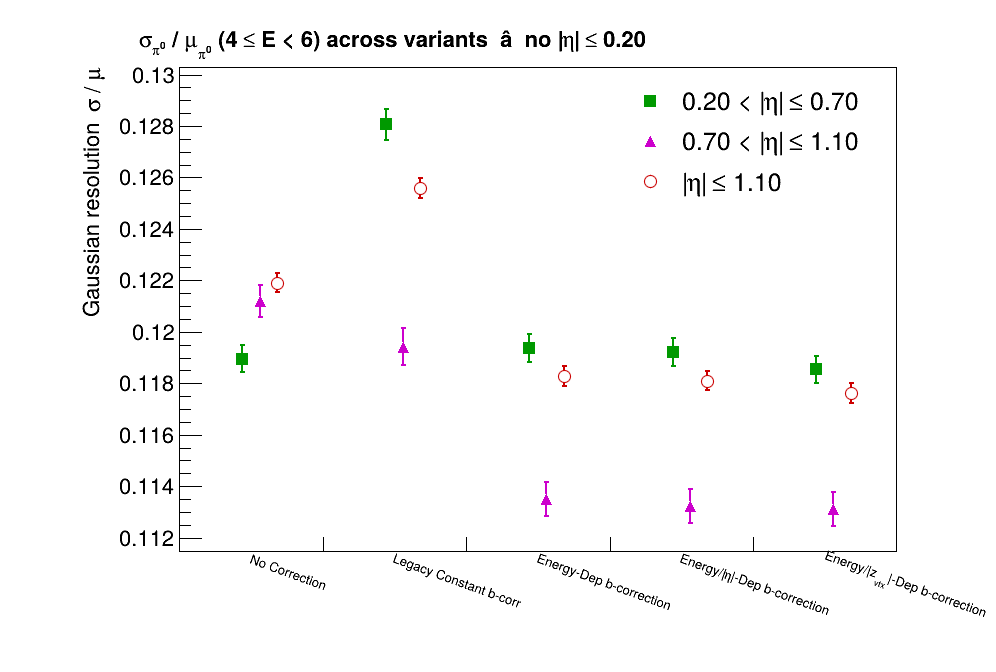 σπ⁰ / μπ⁰ (4 ≤ E < 6) across variants â no |η| ≤ 0.20
Gaussian resolution σ / μ
0.13
0.128
0.126
0.124
0.122
0.12
0.118
0.116
0.114
0.112
0.20 < |η| ≤ 0.70
0.70 < |η| ≤ 1.10
|η| ≤ 1.10
No Correction
Legacy Constant b-corr
Energy-Dep b-correction
Energy/|η|-Dep b-correction
Energy/|z_vtx|-Dep b-correction